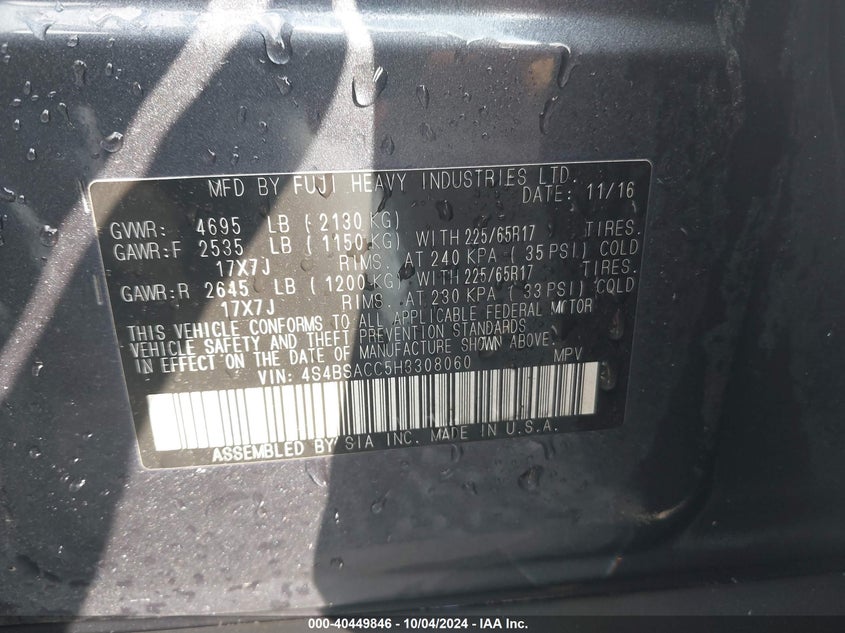 MFD BY FUJI HEAVY INDUSTRIES LTD.
DATE: 11/16
GVWR: 4695 LB ( 2130 KG)
GAWR:F 2535 LB ( 1150 KG) WITH 225/65R17 TIRES.
17X7J RIMS. AT 240 KPA ( 35 PSI) COLD
GAWR:R 2645 LB ( 1200 KG) WITH 225/65R17 TIRES.
17X7J RIMS. AT 230 KPA ( 33 PSI) COLD
THIS VEHICLE CONFORMS TO ALL APPLICABLE FEDERAL MOTOR
VEHICLE SAFETY AND THEFT PREVENTION STANDARDS
IN EFFECT ON THE DATE OF MANUFACTURE SHOWN ABOVE.
VIN: 4S4BSACC5H3308060 MPV
ASSEMBLED BY SIA INC. MADE IN U.S.A.
000-40449846 - 10/04/2024 - IAA Inc.